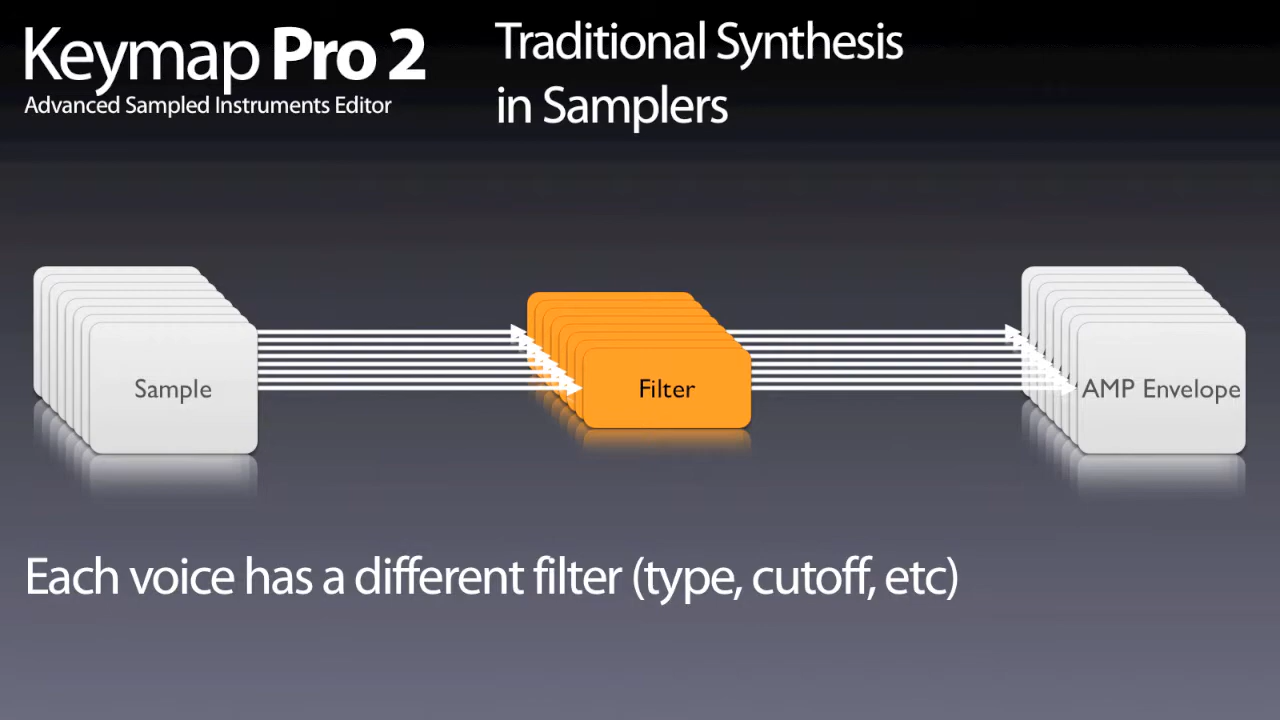 Keymap Pro 2
Advanced Sampled Instruments Editor
Traditional Synthesis
in Samplers
Sample
Filter
AMP Envelope
Each voice has a different filter (type, cutoff, etc)